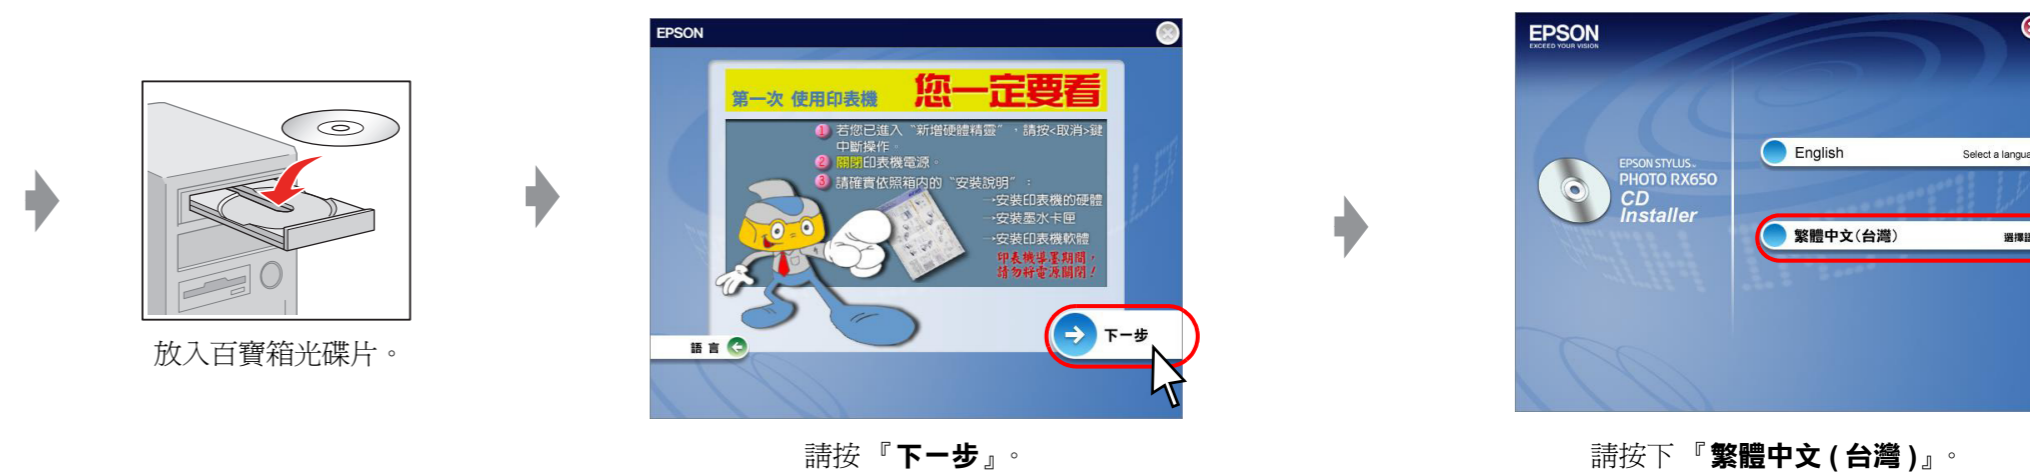 放入百寶箱光碟片。
EPSON
第一次 使用印表機 您一定要看
1 若您已進入“新增硬體精靈”，請按<取消>鍵
中斷操作。
2 關閉印表機電源。
3 請確實依照箱內的“安裝說明”：
→安裝印表機的硬體
→安裝墨水卡匣
→安裝印表機軟體
印表機導墨期間，
請勿將電源關閉！
下一步
語言
請按『下一步』。
EPSON
EXCEED YOUR VISION
EPSON STYLUS
PHOTO RX650
CD
Installer
English Select a langua
繁體中文(台灣) 選擇
請按下『繁體中文 ( 台灣 )』。